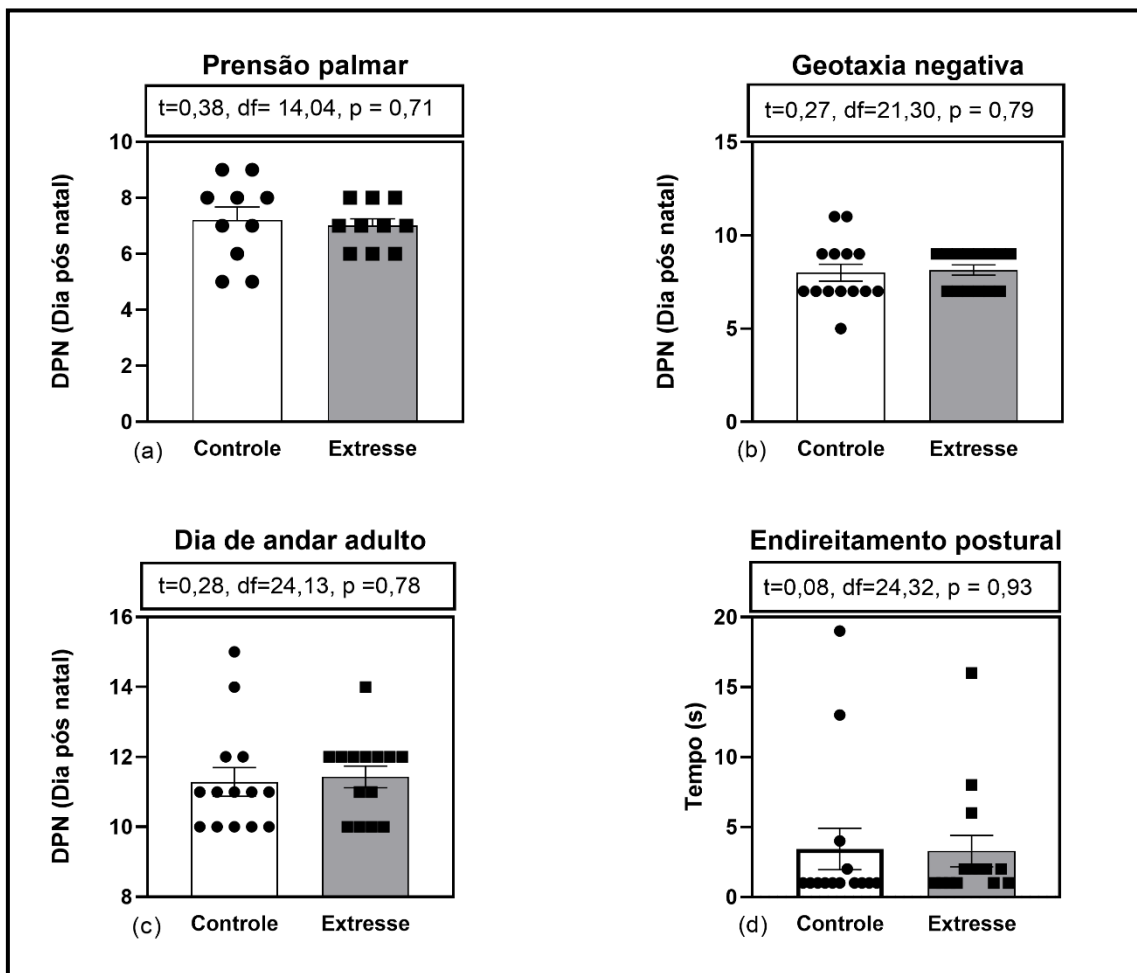 Prensão palmar
t=0,38, df= 14,04, p = 0,71
DPN (Dia pós natal)
10
8
6
4
2
0
(a)
Controle
Extresse
Geotaxia negativa
t=0,27, df=21,30, p = 0,79
DPN (Dia pós natal)
15
10
5
0
(b)
Controle
Extresse
Dia de andar adulto
t=0,28, df=24,13, p =0,78
DPN (Dia pós natal)
16
14
12
10
8
(c)
Controle
Extresse
Endireitamento postural
t=0,08, df=24,32, p = 0,93
Tempo (s)
20
15
10
5
0
(d)
Controle
Extresse